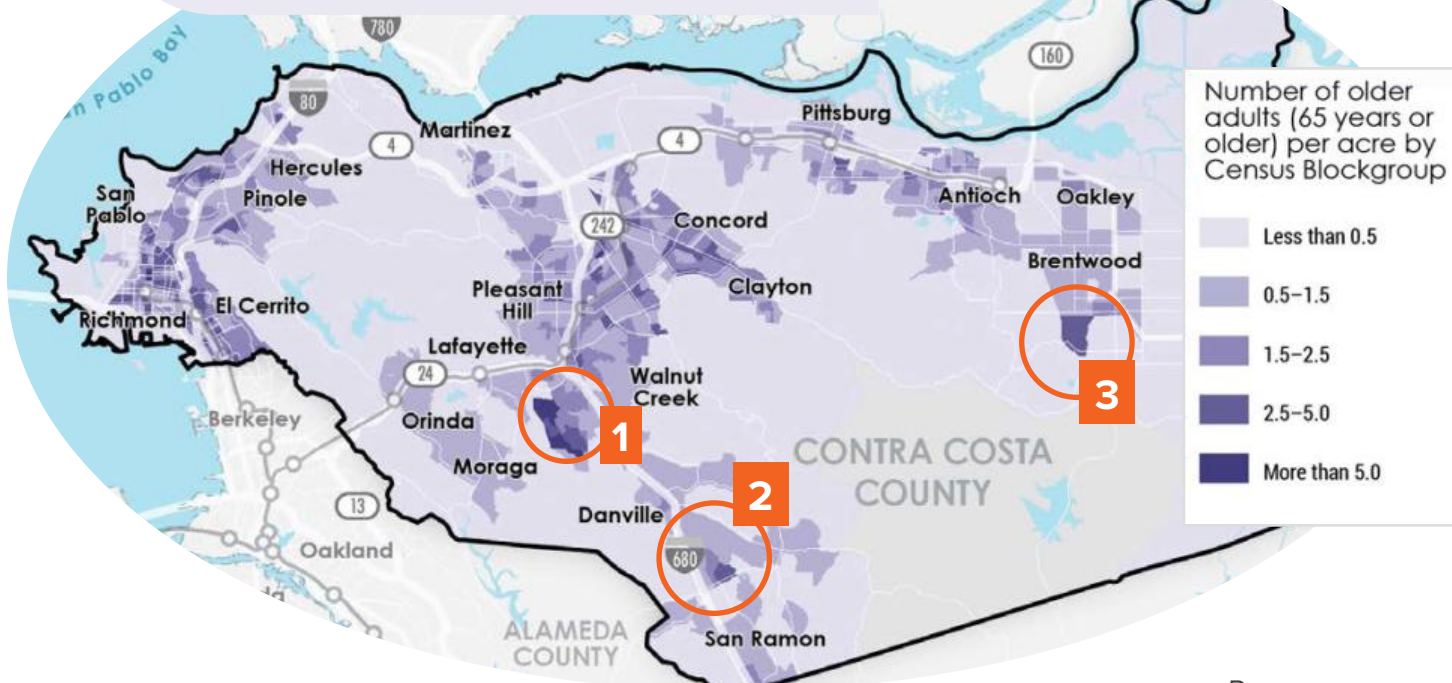 780
160
San Pablo Bay
80
Martinez
4
4
Pittsburg
Hercules
San
Pablo
Pinole
Antioch
Oakley
242
Concord
Brentwood
Pleasant
Hill
Clayton
El Cerrito
Richmond
Lafayette
24
Walnut
Creek
Orinda
Berkeley
1
3
Moraga
CONTRA COSTA
COUNTY
2
13
Danville
Oakland
680
ALAMEDA
COUNTY
San Ramon
Number of older
adults (65 years or
older) per acre by
Census Blockgroup
Less than 0.5
0.5–1.5
1.5–2.5
2.5–5.0
More than 5.0